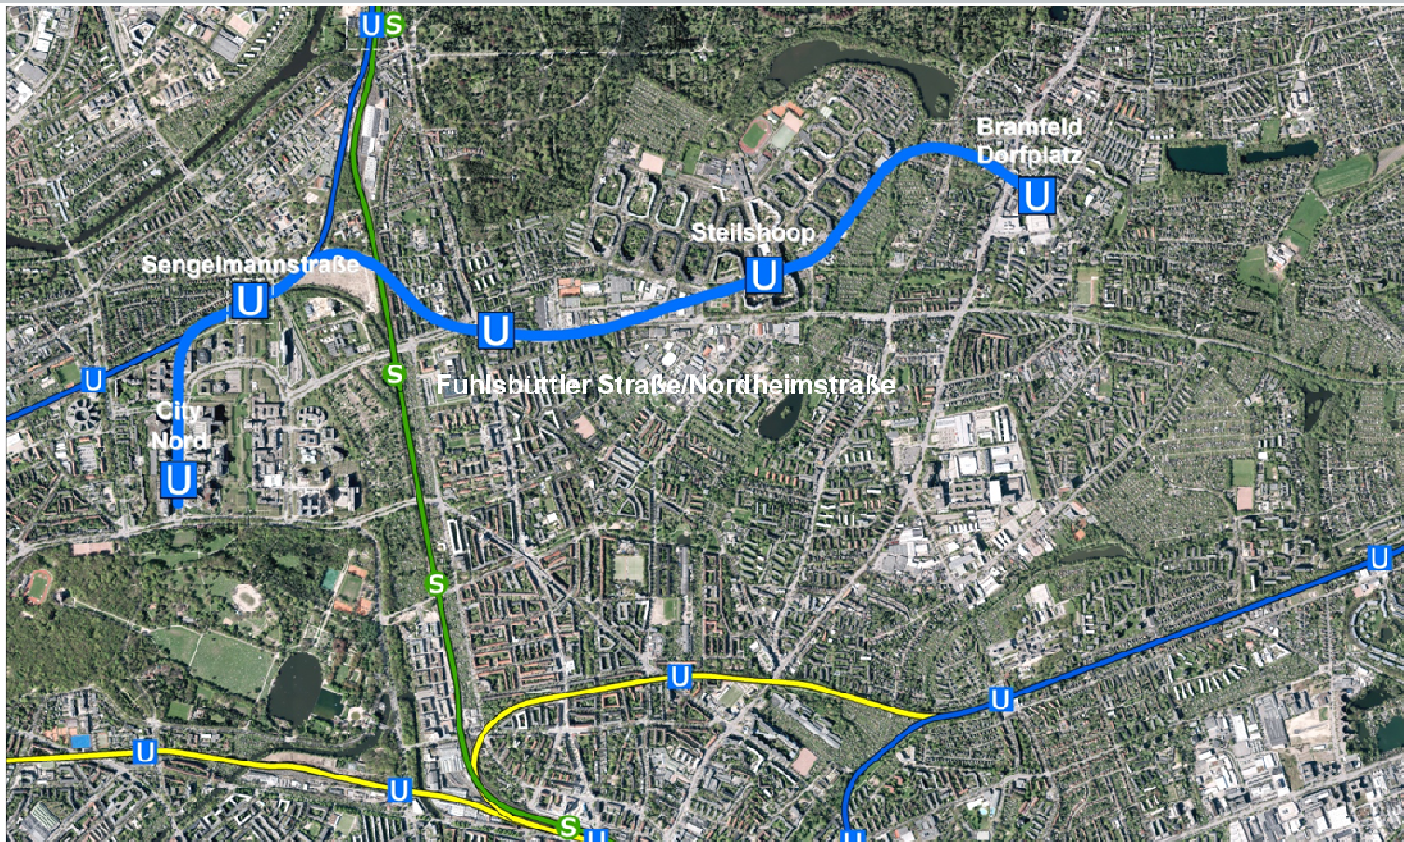 U S
Bramfeld
Dorfplatz
U
Steilshoop
U
Sengelmannstraße
U
U
U
S
Fuhlsbüttler Straße/Nordheimstraße
City
Nord
U
S
U
U
U
U
U
S
U
U